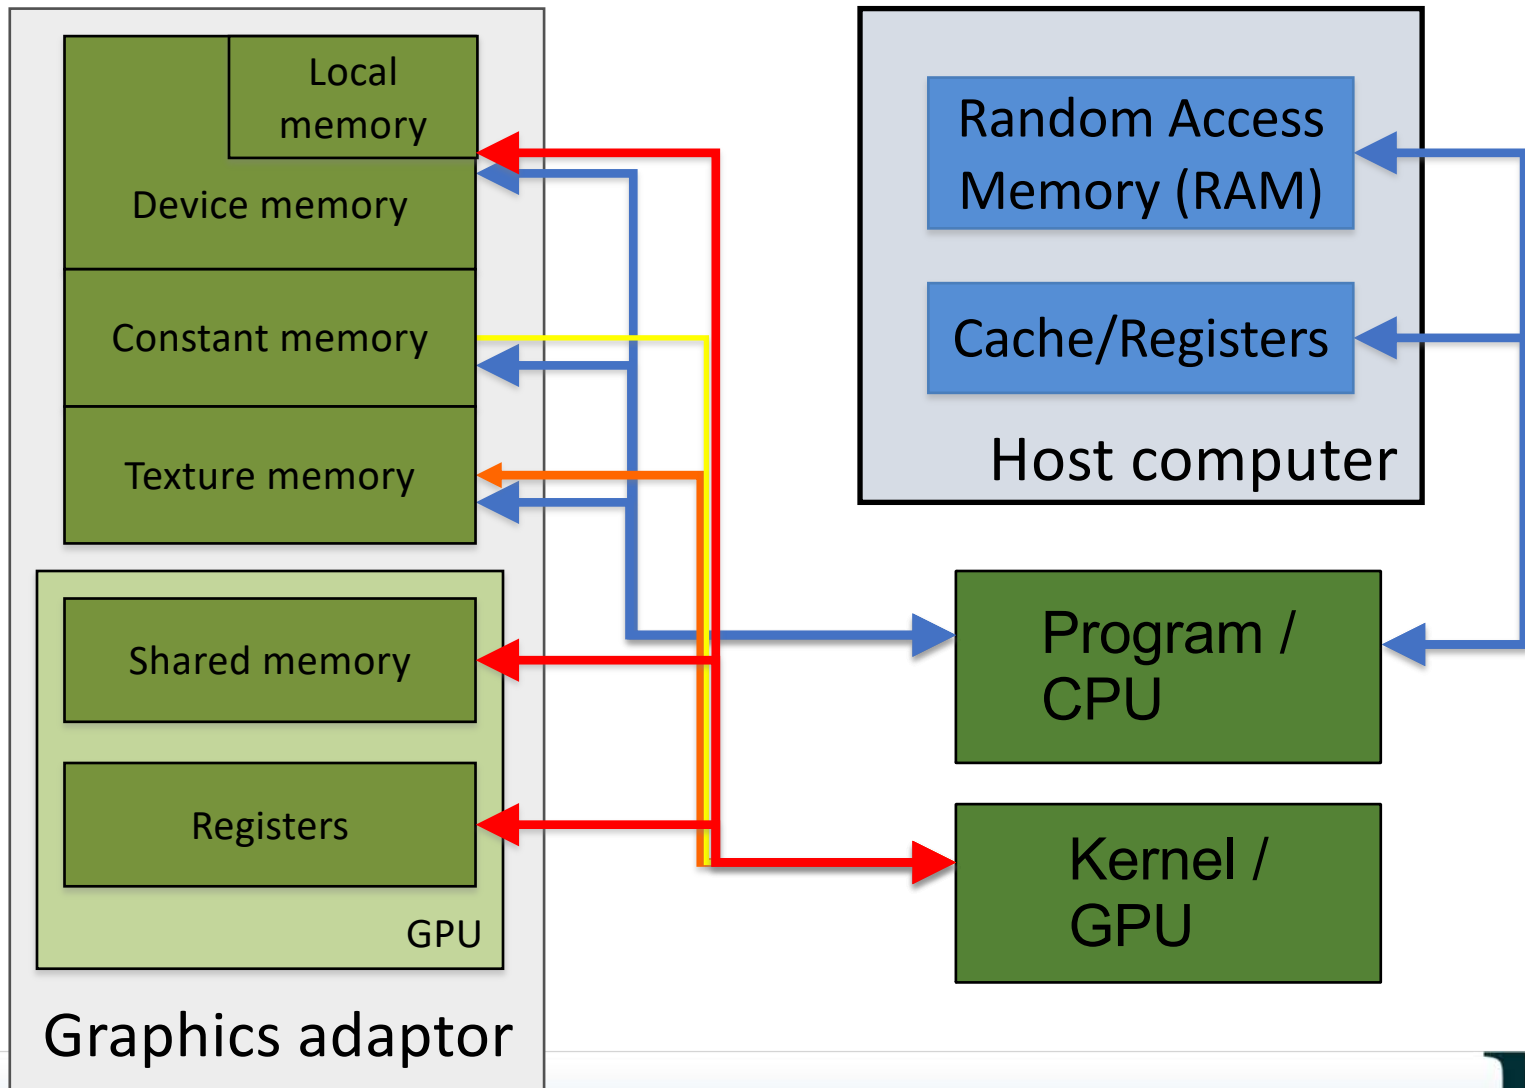 Local
memory
Device memory
Constant memory
Texture memory
Shared memory
Registers
GPU
Graphics adaptor
Random Access
Memory (RAM)
Cache/Registers
Host computer
Program /
CPU
Kernel /
GPU